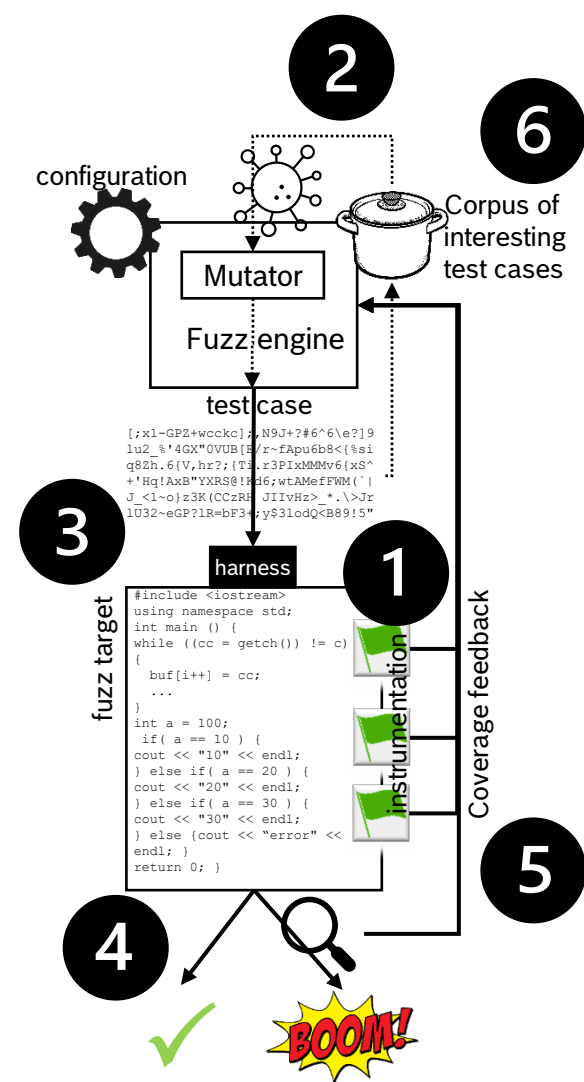 2
6
configuration
Corpus of
interesting
test cases
Mutator
Fuzz engine
test case
[;x1-GPZ+wcckc];,N9J+?#6^6\e?]9
lu2_%'4GX"0VUB[E/r~fApu6b8<{%si
q8Zh.6{V,hr?;{Ti.r3PIxMMMv6{xS^
+'Hq!AxB"YXRS@!Kd6;wtAMefFWM(`|
J_<1~o}z3K(CCzRH JIIvHz>_*.\>Jr
lU32~eGP?lR=bF3+;y$3lodQ<B89!5"
3
harness
1
fuzz target
#include <iostream>
using namespace std;
int main () {
while ((cc = getch()) != c)
{
buf[i++] = cc;
...
}
int a = 100;
if( a == 10 ) {
cout << "10" << endl;
} else if( a == 20 ) {
cout << "20" << endl;
} else if( a == 30 ) {
cout << "30" << endl;
} else {cout << “error" <<
endl; }
return 0; }
instrumentation
Coverage feedback
5
4
BOOM!